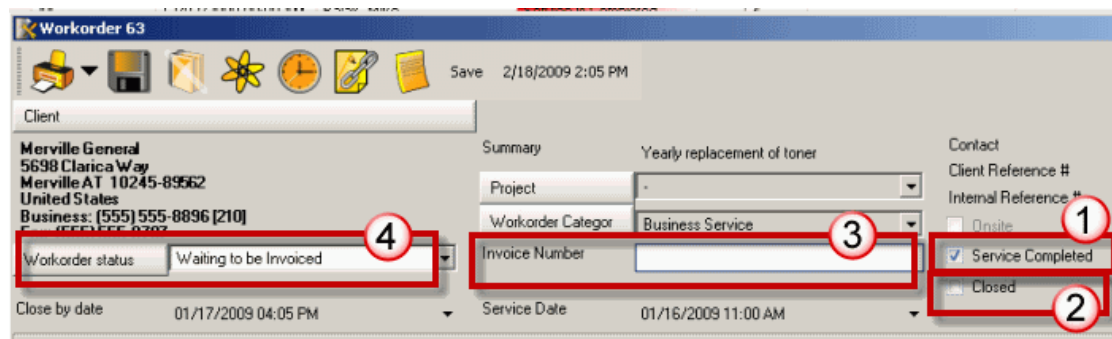 Workorder 63
Save 2/18/2009 2:05 PM
Client
Merville General
5698 Clarica Way
Merville AT 10245-89562
United States
Business: (555) 555-8896 [210]
Workorder status Waiting to be Invoiced
4
Close by date 01/17/2009 04:05 PM
Summary Yearly replacement of toner
Project -
Workorder Categor Business Service
Invoice Number
3
Service Date 01/16/2009 11:00 AM
Contact
Client Reference #
Internal Reference #
Onsite
1
Service Completed
Closed
2